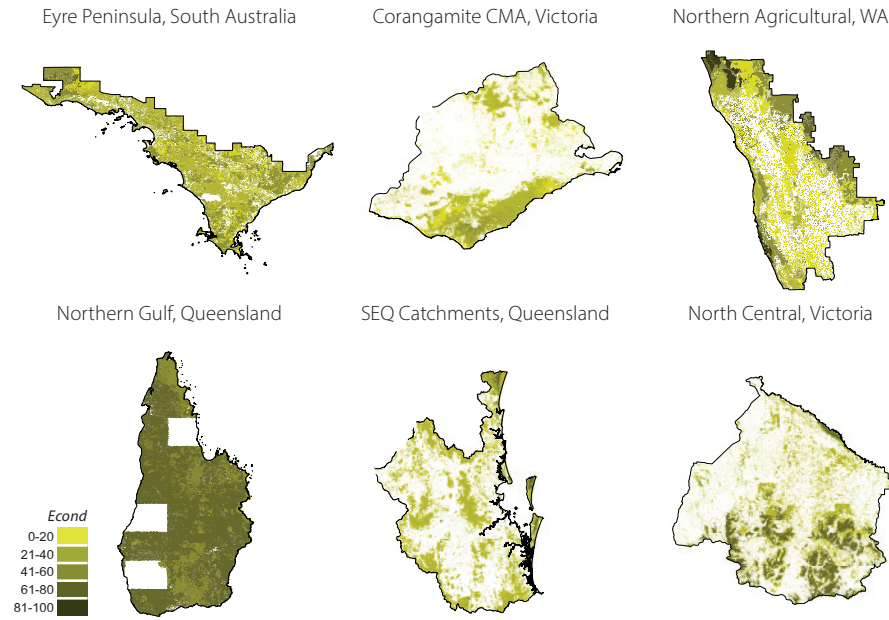 Eyre Peninsula, South Australia
Corangamite CMA, Victoria
Northern Agricultural, WA
Northern Gulf, Queensland
SEQ Catchments, Queensland
North Central, Victoria
Econd
0-20
21-40
41-60
61-80
81-100